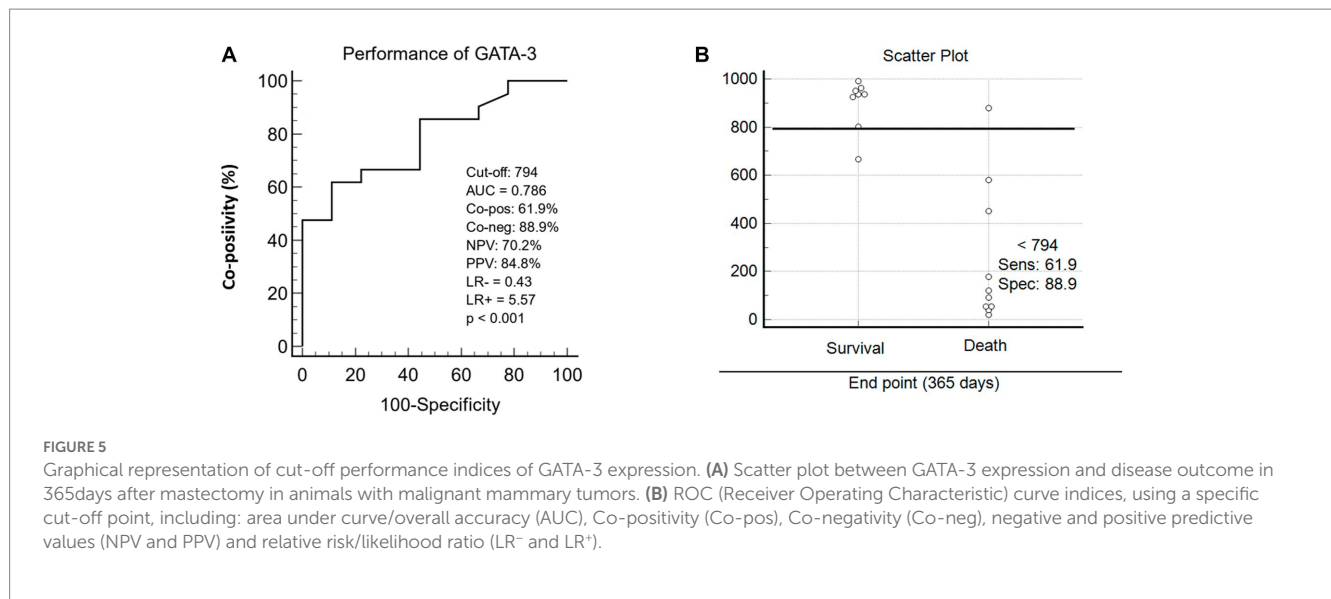 A
Performance of GATA-3
100
80
60
40
20
0
Co-posiivity (%)
Cut-off: 794
AUC = 0.786
Co-pos: 61.9%
Co-neg: 88.9%
NPV: 70.2%
PPV: 84.8%
LR- = 0.43
LR+ = 5.57
p < 0.001
0 20 40 60 80 100
100-Specificity
B
Scatter Plot
1000
800
600
400
200
0
< 794
Sens: 61.9
Spec: 88.9
Survival Death
End point (365 days)
FIGURE 5
Graphical representation of cut-off performance indices of GATA-3 expression. (A) Scatter plot between GATA-3 expression and disease outcome in
365days after mastectomy in animals with malignant mammary tumors. (B) ROC (Receiver Operating Characteristic) curve indices, using a specific
cut-off point, including: area under curve/overall accuracy (AUC), Co-positivity (Co-pos), Co-negativity (Co-neg), negative and positive predictive
values (NPV and PPV) and relative risk/likelihood ratio (LR⁻ and LR⁺).